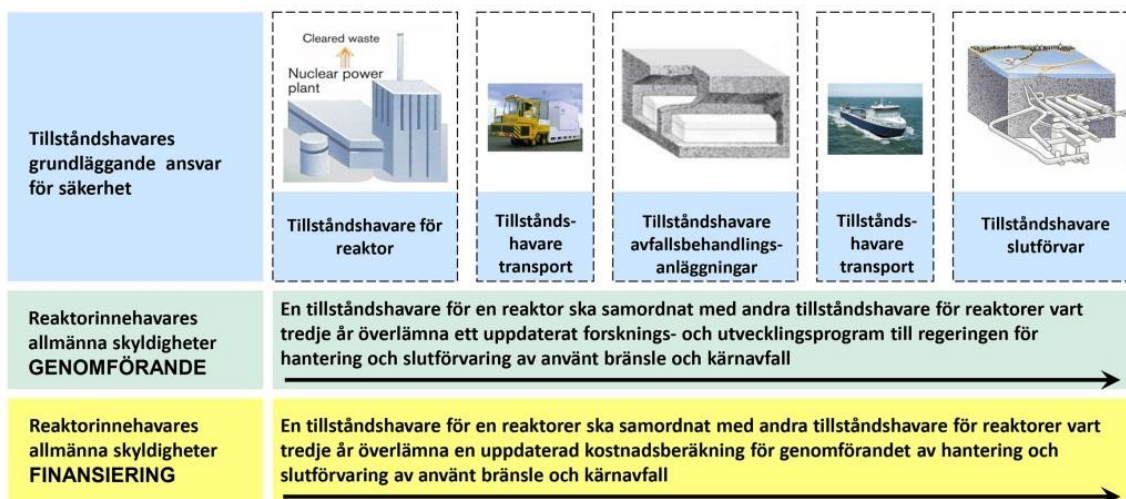 Tillståndshavares
grundläggande ansvar
för säkerhet
Cleared waste
Nuclear power
plant
Tillståndshavare för
reaktor
Tillstånds-
havare
transport
Tillståndshavare
avfallsbehandlings-
anläggningar
Tillstånds-
havare
transport
Tillståndshavare
slutförvar
Reaktorinnehavares
allmänna skyldigheter
GENOMFÖRANDE
En tillståndshavare för en reaktor ska samordnat med andra tillståndshavare för reaktorer vart
tredje år överlämna ett uppdaterat forsknings- och utvecklingsprogram till regeringen för
hantering och slutförvaring av använt bränsle och kärnavfall
Reaktorinnehavares
allmänna skyldigheter
FINANSIERING
En tillståndshavare för en reaktorer ska samordnat med andra tillståndshavare för reaktorer vart
tredje år överlämna en uppdaterad kostnadsberäkning för genomförandet av hantering och
slutförvaring av använt bränsle och kärnavfall